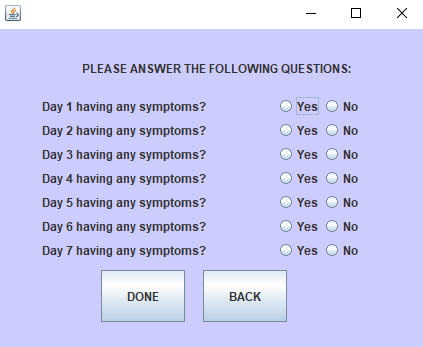 PLEASE ANSWER THE FOLLOWING QUESTIONS:
Day 1 having any symptoms? Yes No
Day 2 having any symptoms? Yes No
Day 3 having any symptoms? Yes No
Day 4 having any symptoms? Yes No
Day 5 having any symptoms? Yes No
Day 6 having any symptoms? Yes No
Day 7 having any symptoms? Yes No
DONE BACK